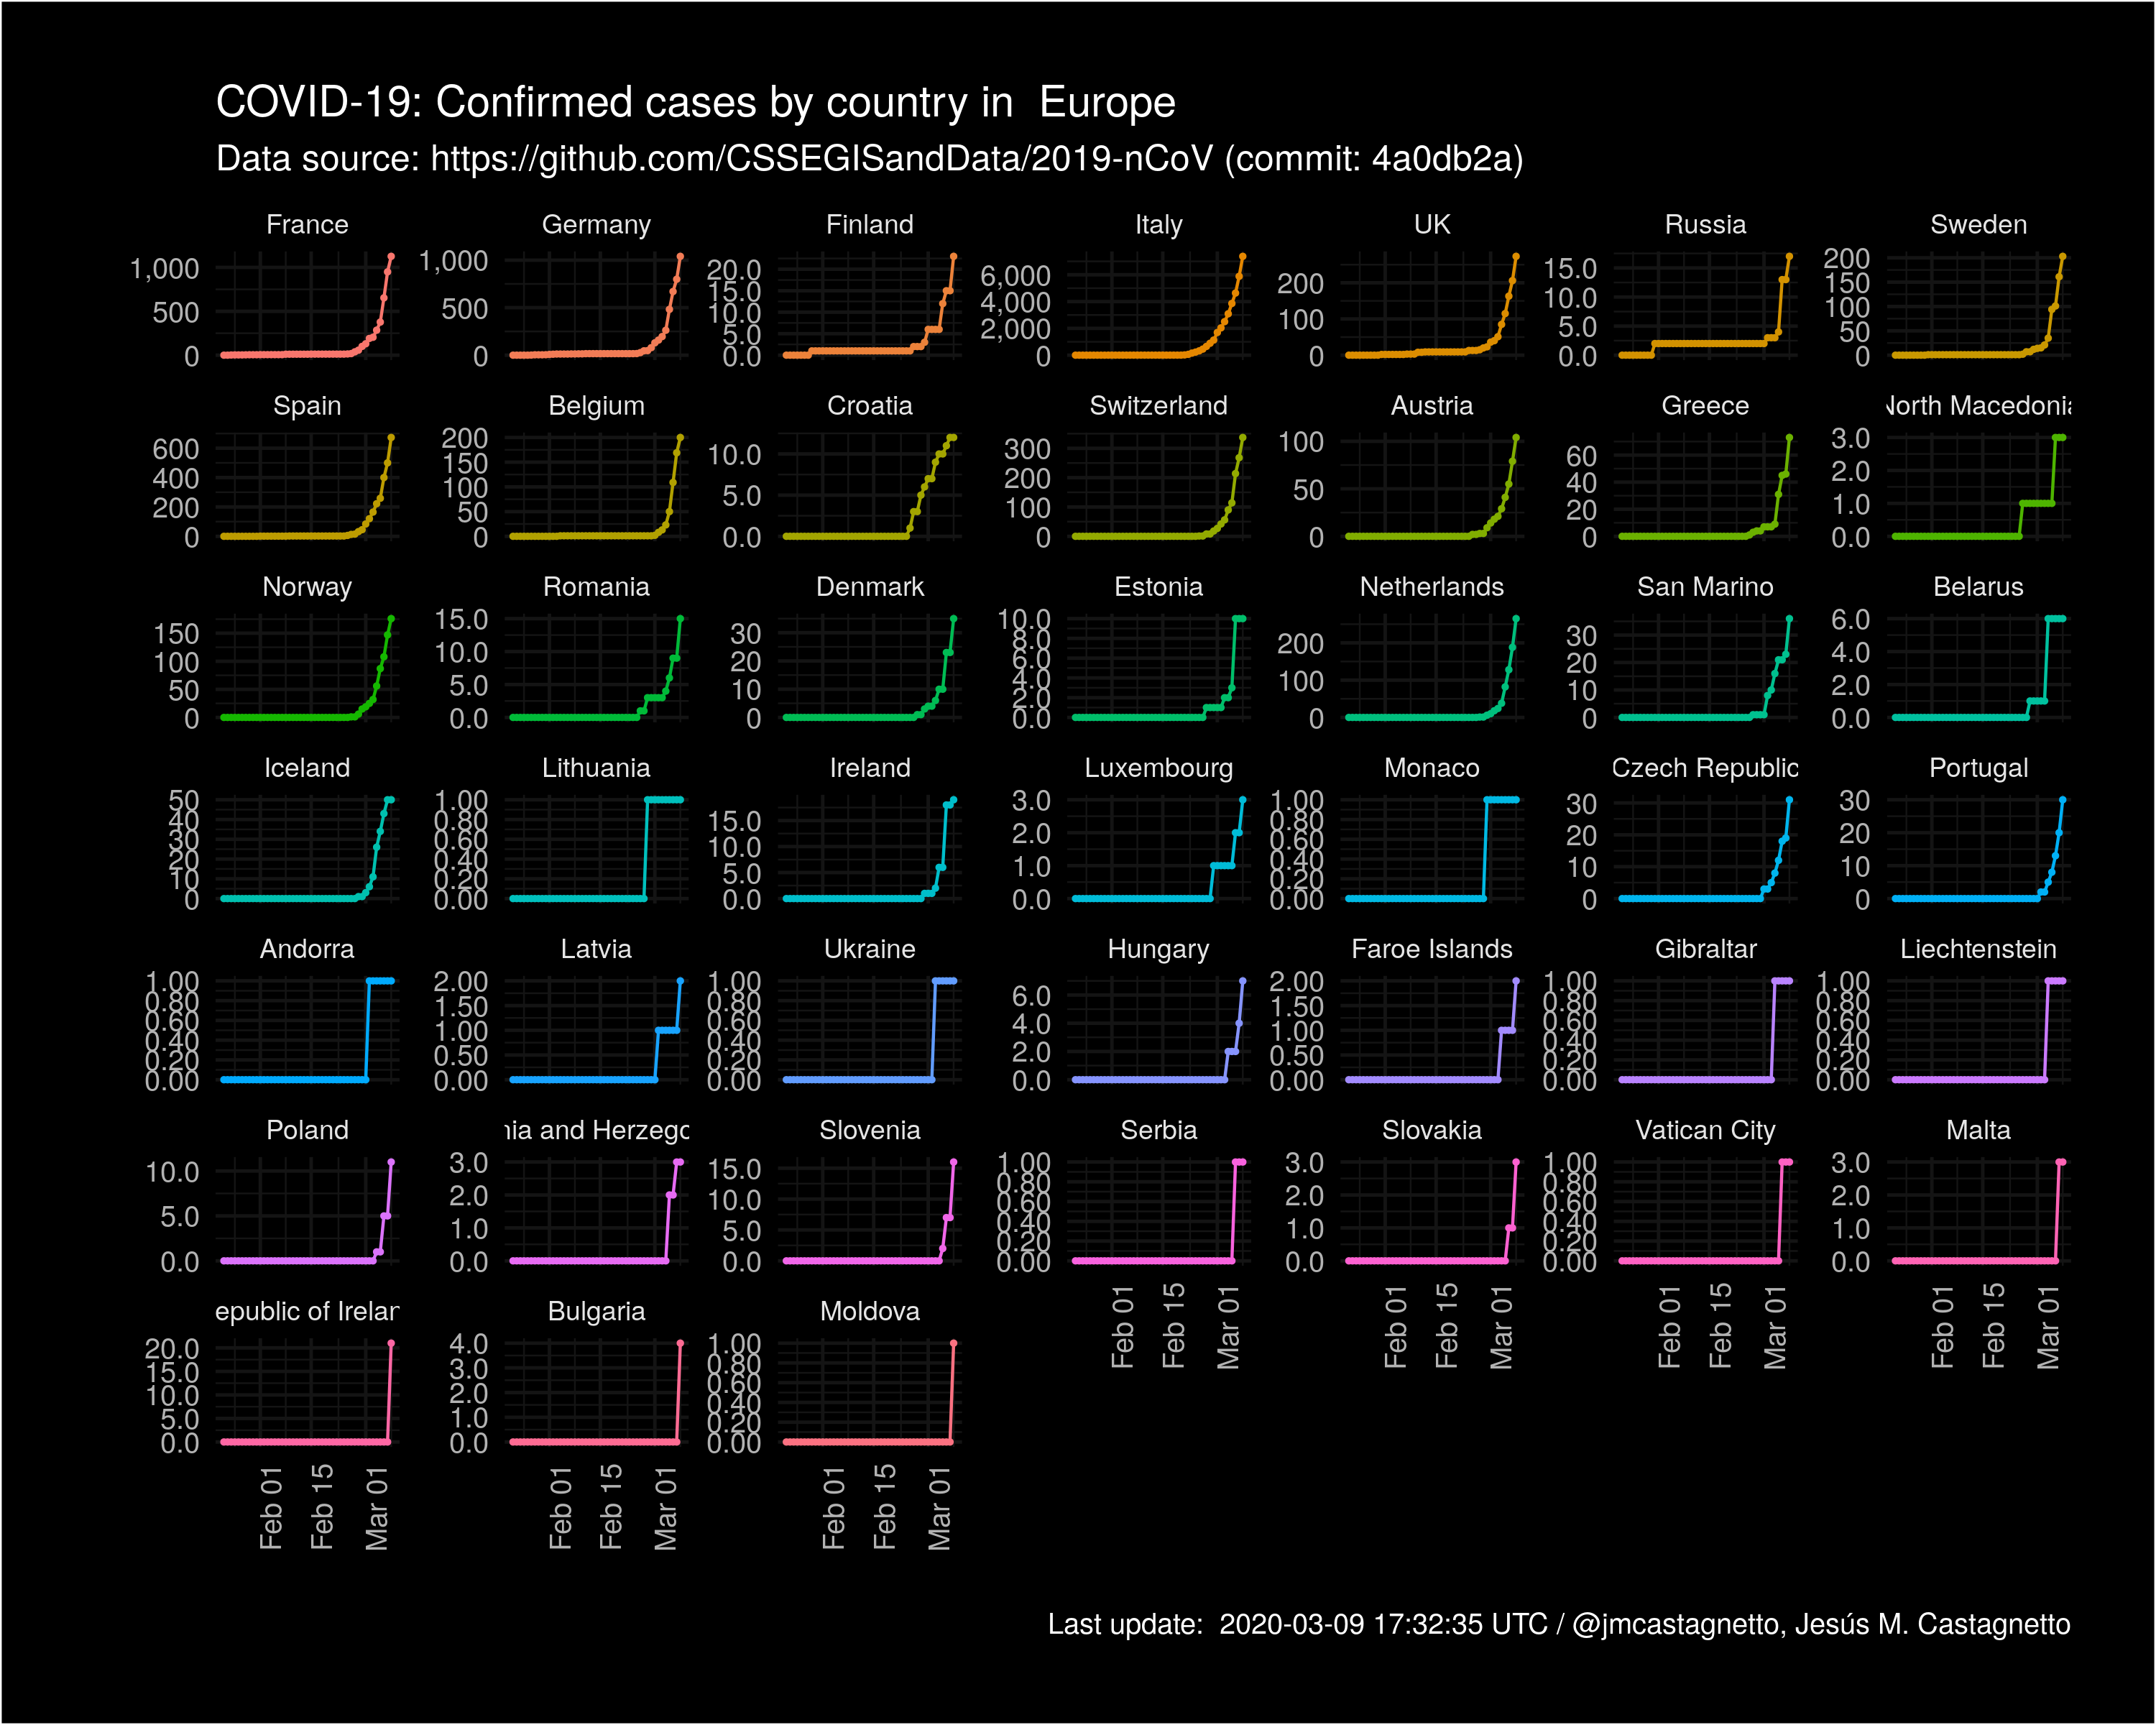 COVID-19: Confirmed cases by country in  Europe
Data source: https://github.com/CSSEGISandData/2019-nCoV (commit: 4a0db2a)
France Germany Finland Italy UK Russia Sweden
1,000 500 0
1,000 500 0
20.0 15.0 10.0 5.0 0.0
6,000 4,000 2,000 0
200 100 0
15.0 10.0 5.0 0.0
200 150 100 50 0
Spain Belgium Croatia Switzerland Austria Greece North Macedonia
600 400 200 0
200 150 100 50 0
10.0 5.0 0.0
300 200 100 0
100 50 0
60 40 20 0
3.0 2.0 1.0 0.0
Norway Romania Denmark Estonia Netherlands San Marino Belarus
150 100 50 0
15.0 10.0 5.0 0.0
30 20 10 0
10.0 8.0 6.0 4.0 2.0 0.0
200 100 0
30 20 10 0
6.0 4.0 2.0 0.0
Iceland Lithuania Ireland Luxembourg Monaco Czech Republic Portugal
50 40 30 20 10 0
1.00 0.80 0.60 0.40 0.20 0.00
15.0 10.0 5.0 0.0
3.0 2.0 1.0 0.0
1.00 0.80 0.60 0.40 0.20 0.00
30 20 10 0
30 20 10 0
Andorra Latvia Ukraine Hungary Faroe Islands Gibraltar Liechtenstein
1.00 0.80 0.60 0.40 0.20 0.00
2.00 1.50 1.00 0.50 0.00
1.00 0.80 0.60 0.40 0.20 0.00
6.0 4.0 2.0 0.0
2.00 1.50 1.00 0.50 0.00
1.00 0.80 0.60 0.40 0.20 0.00
1.00 0.80 0.60 0.40 0.20 0.00
Poland nia and Herzego Slovenia Serbia Slovakia Vatican City Malta
10.0 5.0 0.0
3.0 2.0 1.0 0.0
15.0 10.0 5.0 0.0
1.00 0.80 0.60 0.40 0.20 0.00
3.0 2.0 1.0 0.0
1.00 0.80 0.60 0.40 0.20 0.00
3.0 2.0 1.0 0.0
Feb 01 Feb 15 Mar 01
Feb 01 Feb 15 Mar 01
Feb 01 Feb 15 Mar 01
Feb 01 Feb 15 Mar 01
epublic of Irelan Bulgaria Moldova
20.0 15.0 10.0 5.0 0.0
4.0 3.0 2.0 1.0 0.0
1.00 0.80 0.60 0.40 0.20 0.00
Feb 01 Feb 15 Mar 01
Feb 01 Feb 15 Mar 01
Feb 01 Feb 15 Mar 01
Last update:  2020-03-09 17:32:35 UTC / @jmcastagnetto, Jesús M. Castagnetto